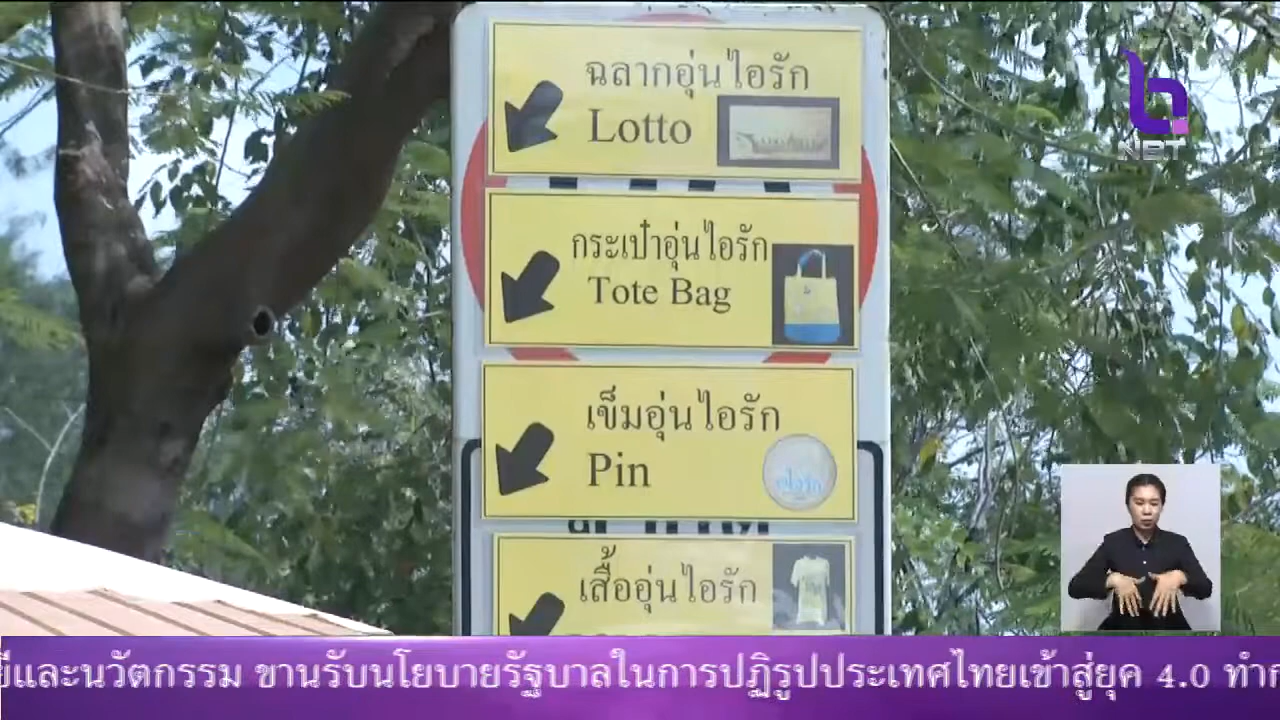 ฉลากอุ่นไอรัก
Lotto
กระเป๋าอุ่นไอรัก
Tote Bag
เข็มอุ่นไอรัก
Pin
เสื้ออุ่นไอรัก
NBT
และนวัตกรรม ขานรับนโยบายรัฐบาลในการปฏิรูปประเทศไทยเข้าสู่ยุค 4.0